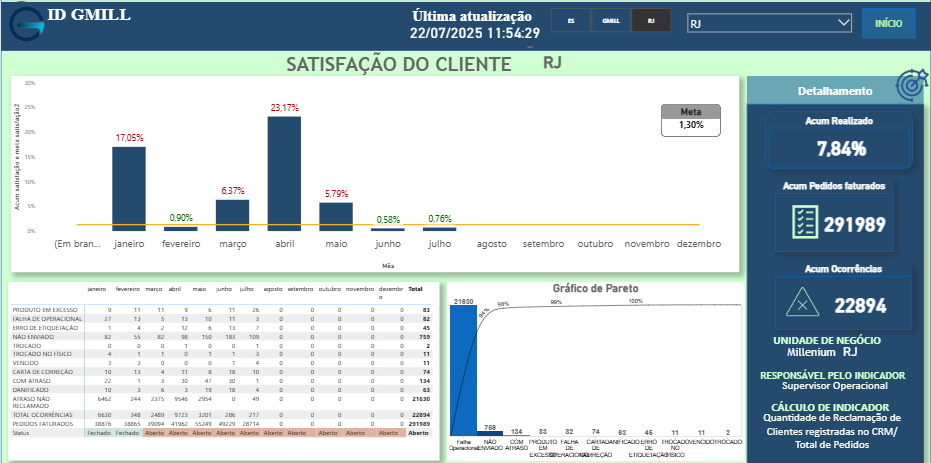 ID GMILL
Última atualização
22/07/2025 11:54:29
ES GMILL RJ
RJ
INÍCIO
SATISFAÇÃO DO CLIENTE RJ
Acum satisfação e meta satisfação2
30%
25%
20%
15%
10%
5%
0%
17,05%
0,90%
6,37%
23,17%
5,79%
0,58%
0,76%
Meta
1,30%
(Em bran... janeiro fevereiro março abril maio junho julho agosto setembro outubro novembro dezembro
Mês
Detalhamento
Acum Realizado
7,84%
Acum Pedidos faturados
291989
Acum Ocorrências
22894
UNIDADE DE NEGÓCIO
Millenium RJ
RESPONSÁVEL PELO INDICADOR
Supervisor Operacional
CÁLCULO DE INDICADOR
Quantidade de Reclamação de
Clientes registradas no CRM/
Total de Pedidos
janeiro fevereiro março abril maio junho julho agosto setembro outubro novembro dezembro Total
PRODUTO EM EXCESSO 9 11 11 9 6 11 26 0 0 0 0 0 83
FALHA DE OPERACIONAL 27 13 5 13 10 11 3 0 0 0 0 0 82
ERRO DE ETIQUETAÇÃO 1 4 2 12 6 13 7 0 0 0 0 0 45
NÃO ENVIADO 82 55 82 98 150 183 109 0 0 0 0 0 759
TROCADO 0 0 0 1 0 0 1 0 0 0 0 0 2
TROCADO NO FÍSICO 4 1 1 0 1 1 3 0 0 0 0 0 11
VENCIDO 3 3 0 0 0 1 4 0 0 0 0 0 11
CARTA DE CORREÇÃO 10 13 4 11 8 18 10 0 0 0 0 0 74
COM ATRASO 22 1 3 30 47 30 1 0 0 0 0 0 134
DANIFICADO 10 3 6 3 19 18 4 0 0 0 0 0 63
ATRASO NÃO RECLAMADO 6462 244 2375 9546 2954 0 49 0 0 0 0 0 21630
TOTAL OCORRÊNCIAS 6630 348 2489 9723 3201 286 217 0 0 0 0 0 22894
PEDIDOS FATURADOS 38876 38865 39094 41962 55249 49229 28714 0 0 0 0 0 291989
Status Fechado Fechado Aberto Aberto Aberto Aberto Aberto Aberto Aberto Aberto Aberto Aberto Aberto
Gráfico de Pareto
21630
94%
98%
99%
100%
759 134 83 82 74 63 45 11 11 2
Falha Operacional
NÃO ENVIADO
COM ATRASO
PRODUTO EM EXCESSO
FALHA DE OPERACIONAL
CARTA DE CORREÇÃO
DANIFICADO
ERRO DE ETIQUETAÇÃO
TROCADO NO FÍSICO
VENCIDO
TROCADO